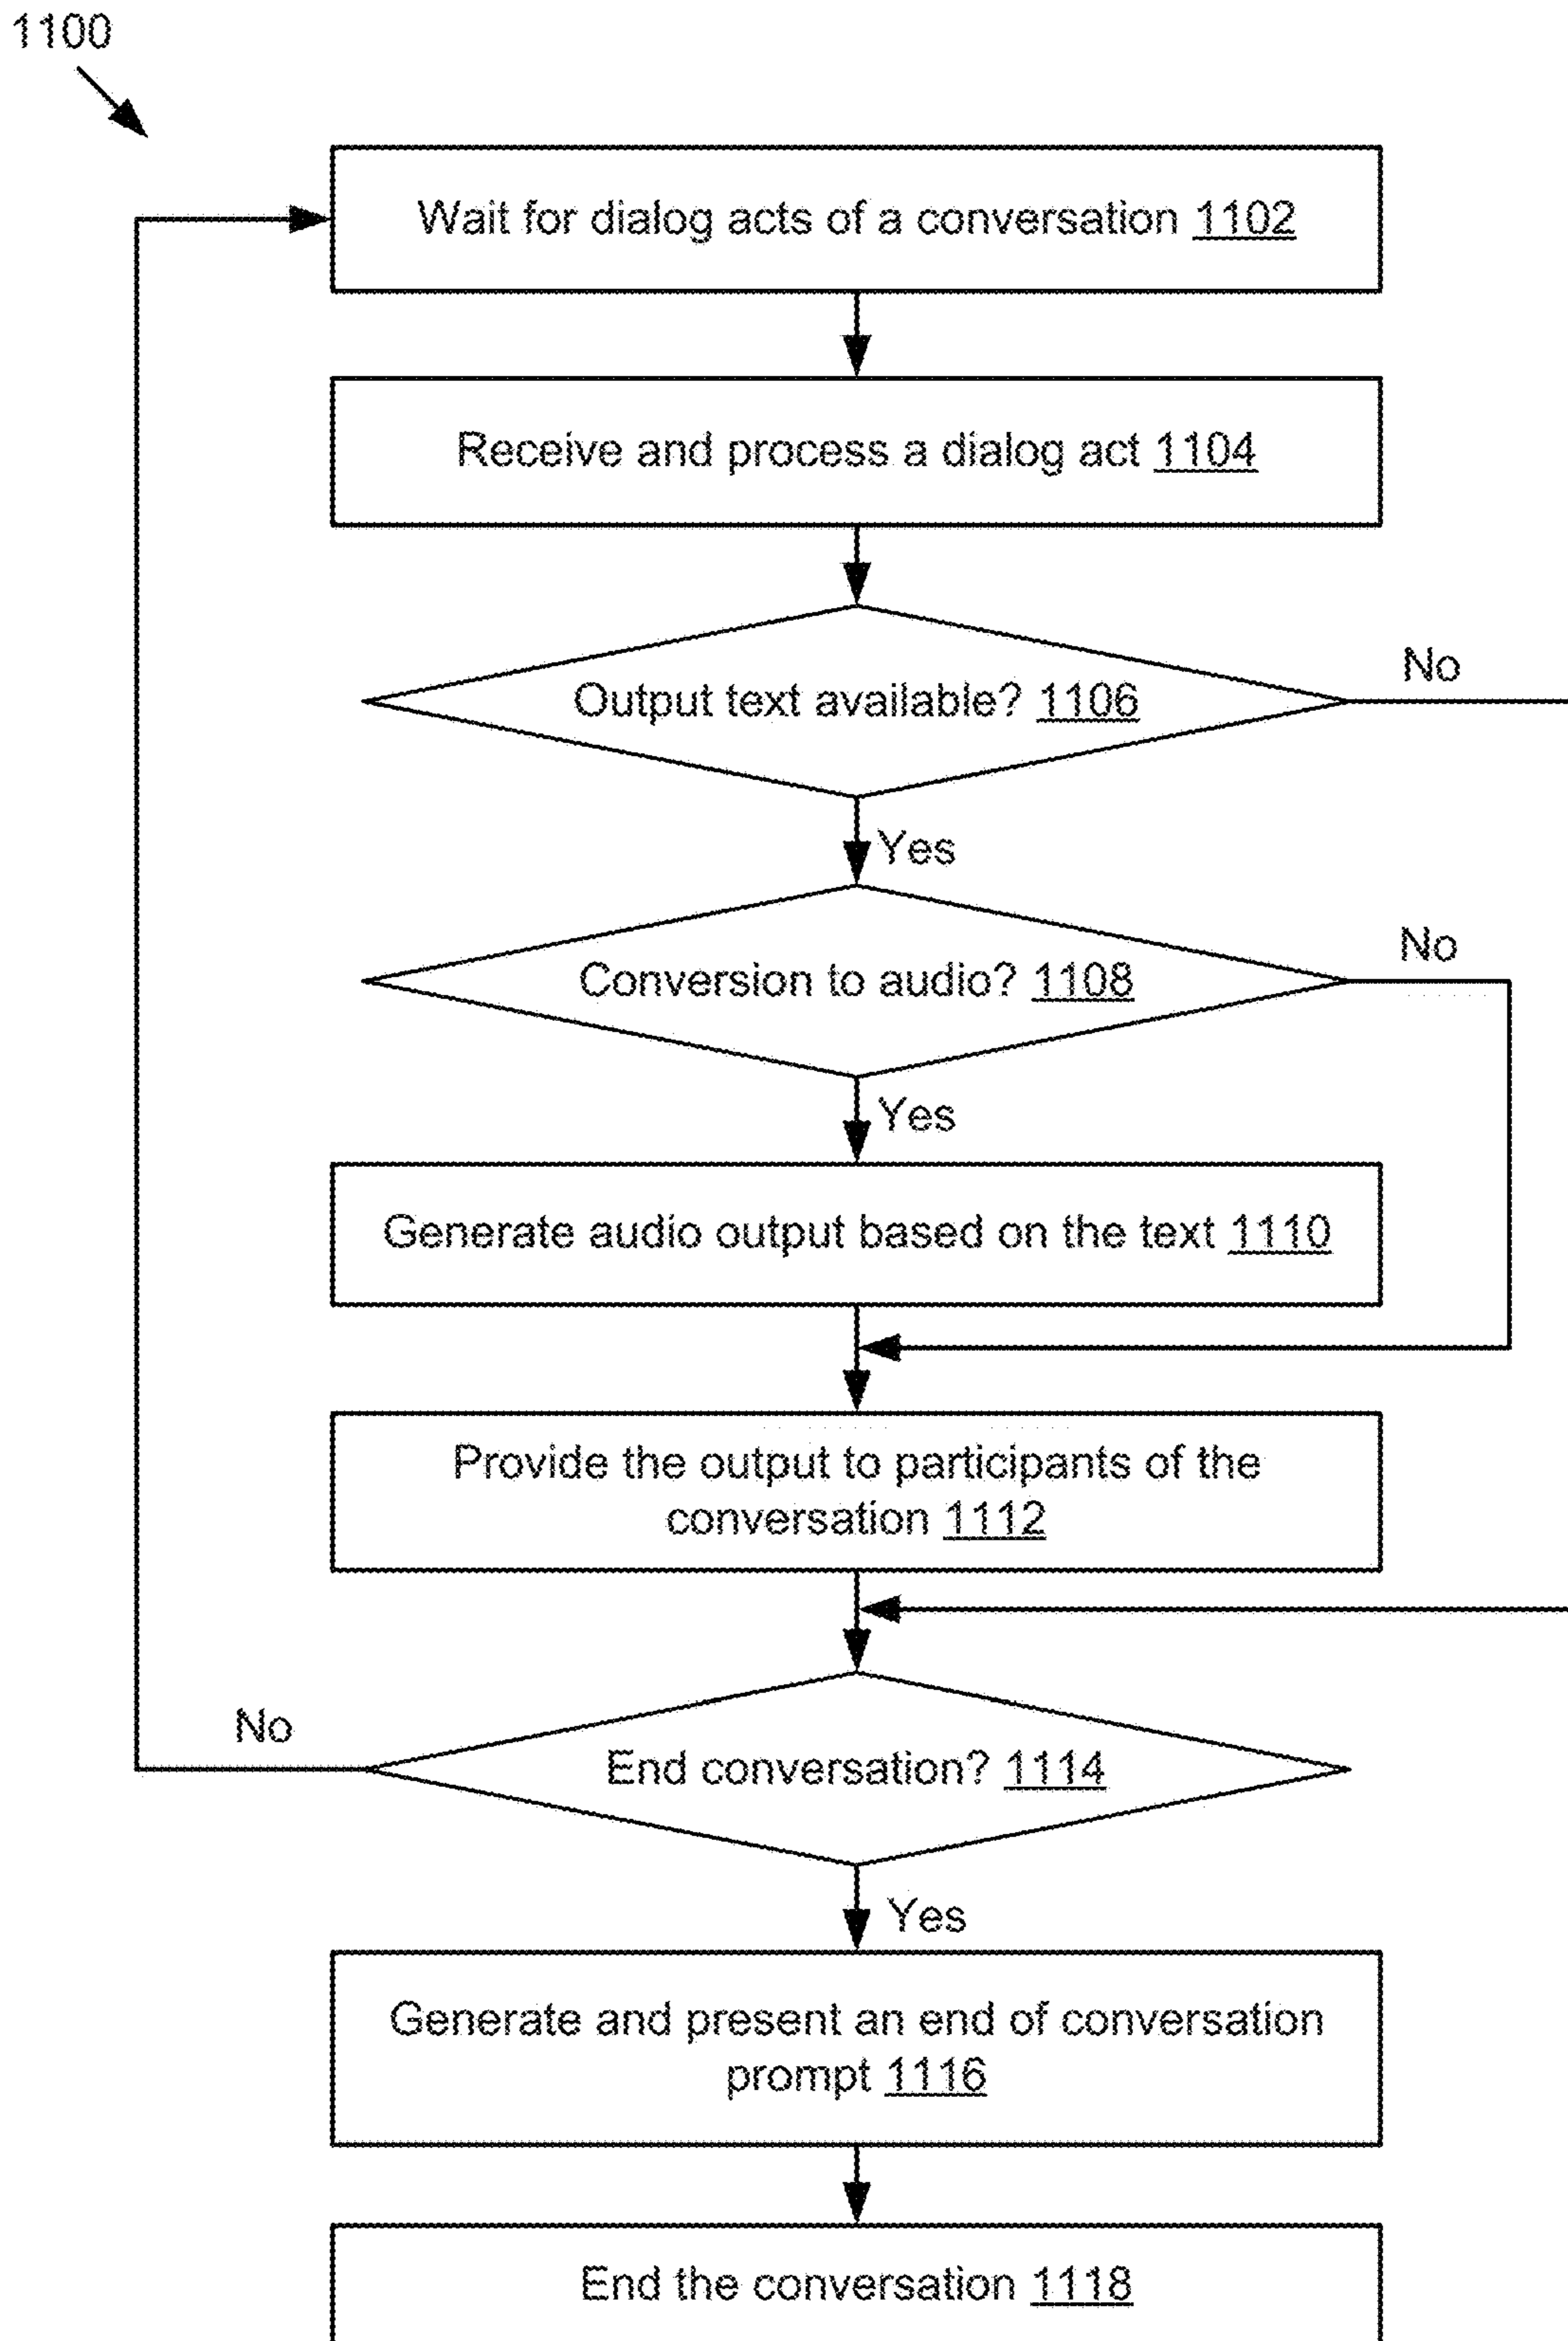 1100
Wait for dialog acts of a conversation 1102
Receive and process a dialog act 1104
No
Output text available? 1106
Yes
No
Conversion to audio? 1108
Yes
Generate audio output based on the text 1110
Provide the output to participants of the
conversation 1112
No
End conversation? 1114
Yes
Generate and present an end of conversation
prompt 1116
End the conversation 1118